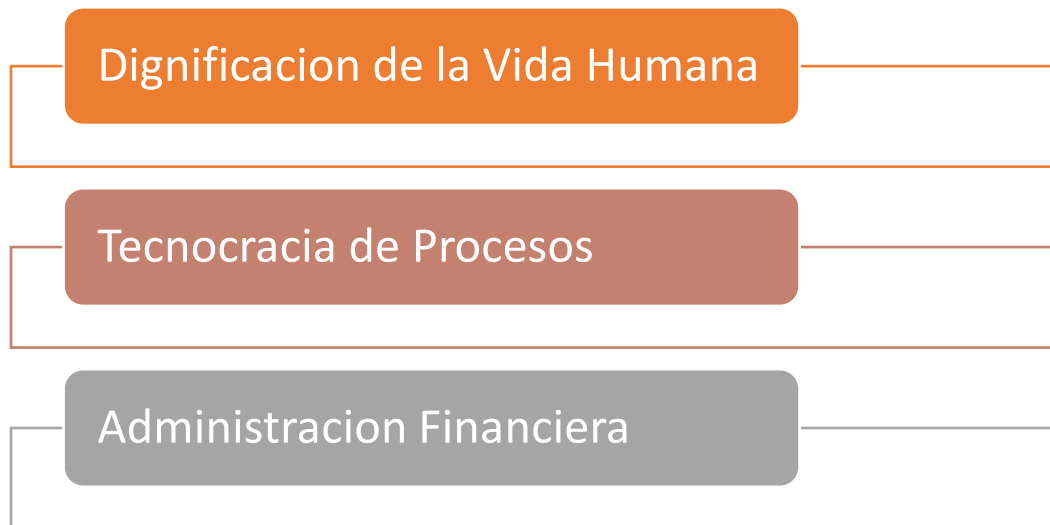 Dignificacion de la Vida Humana
Tecnocracia de Procesos
Administracion Financiera